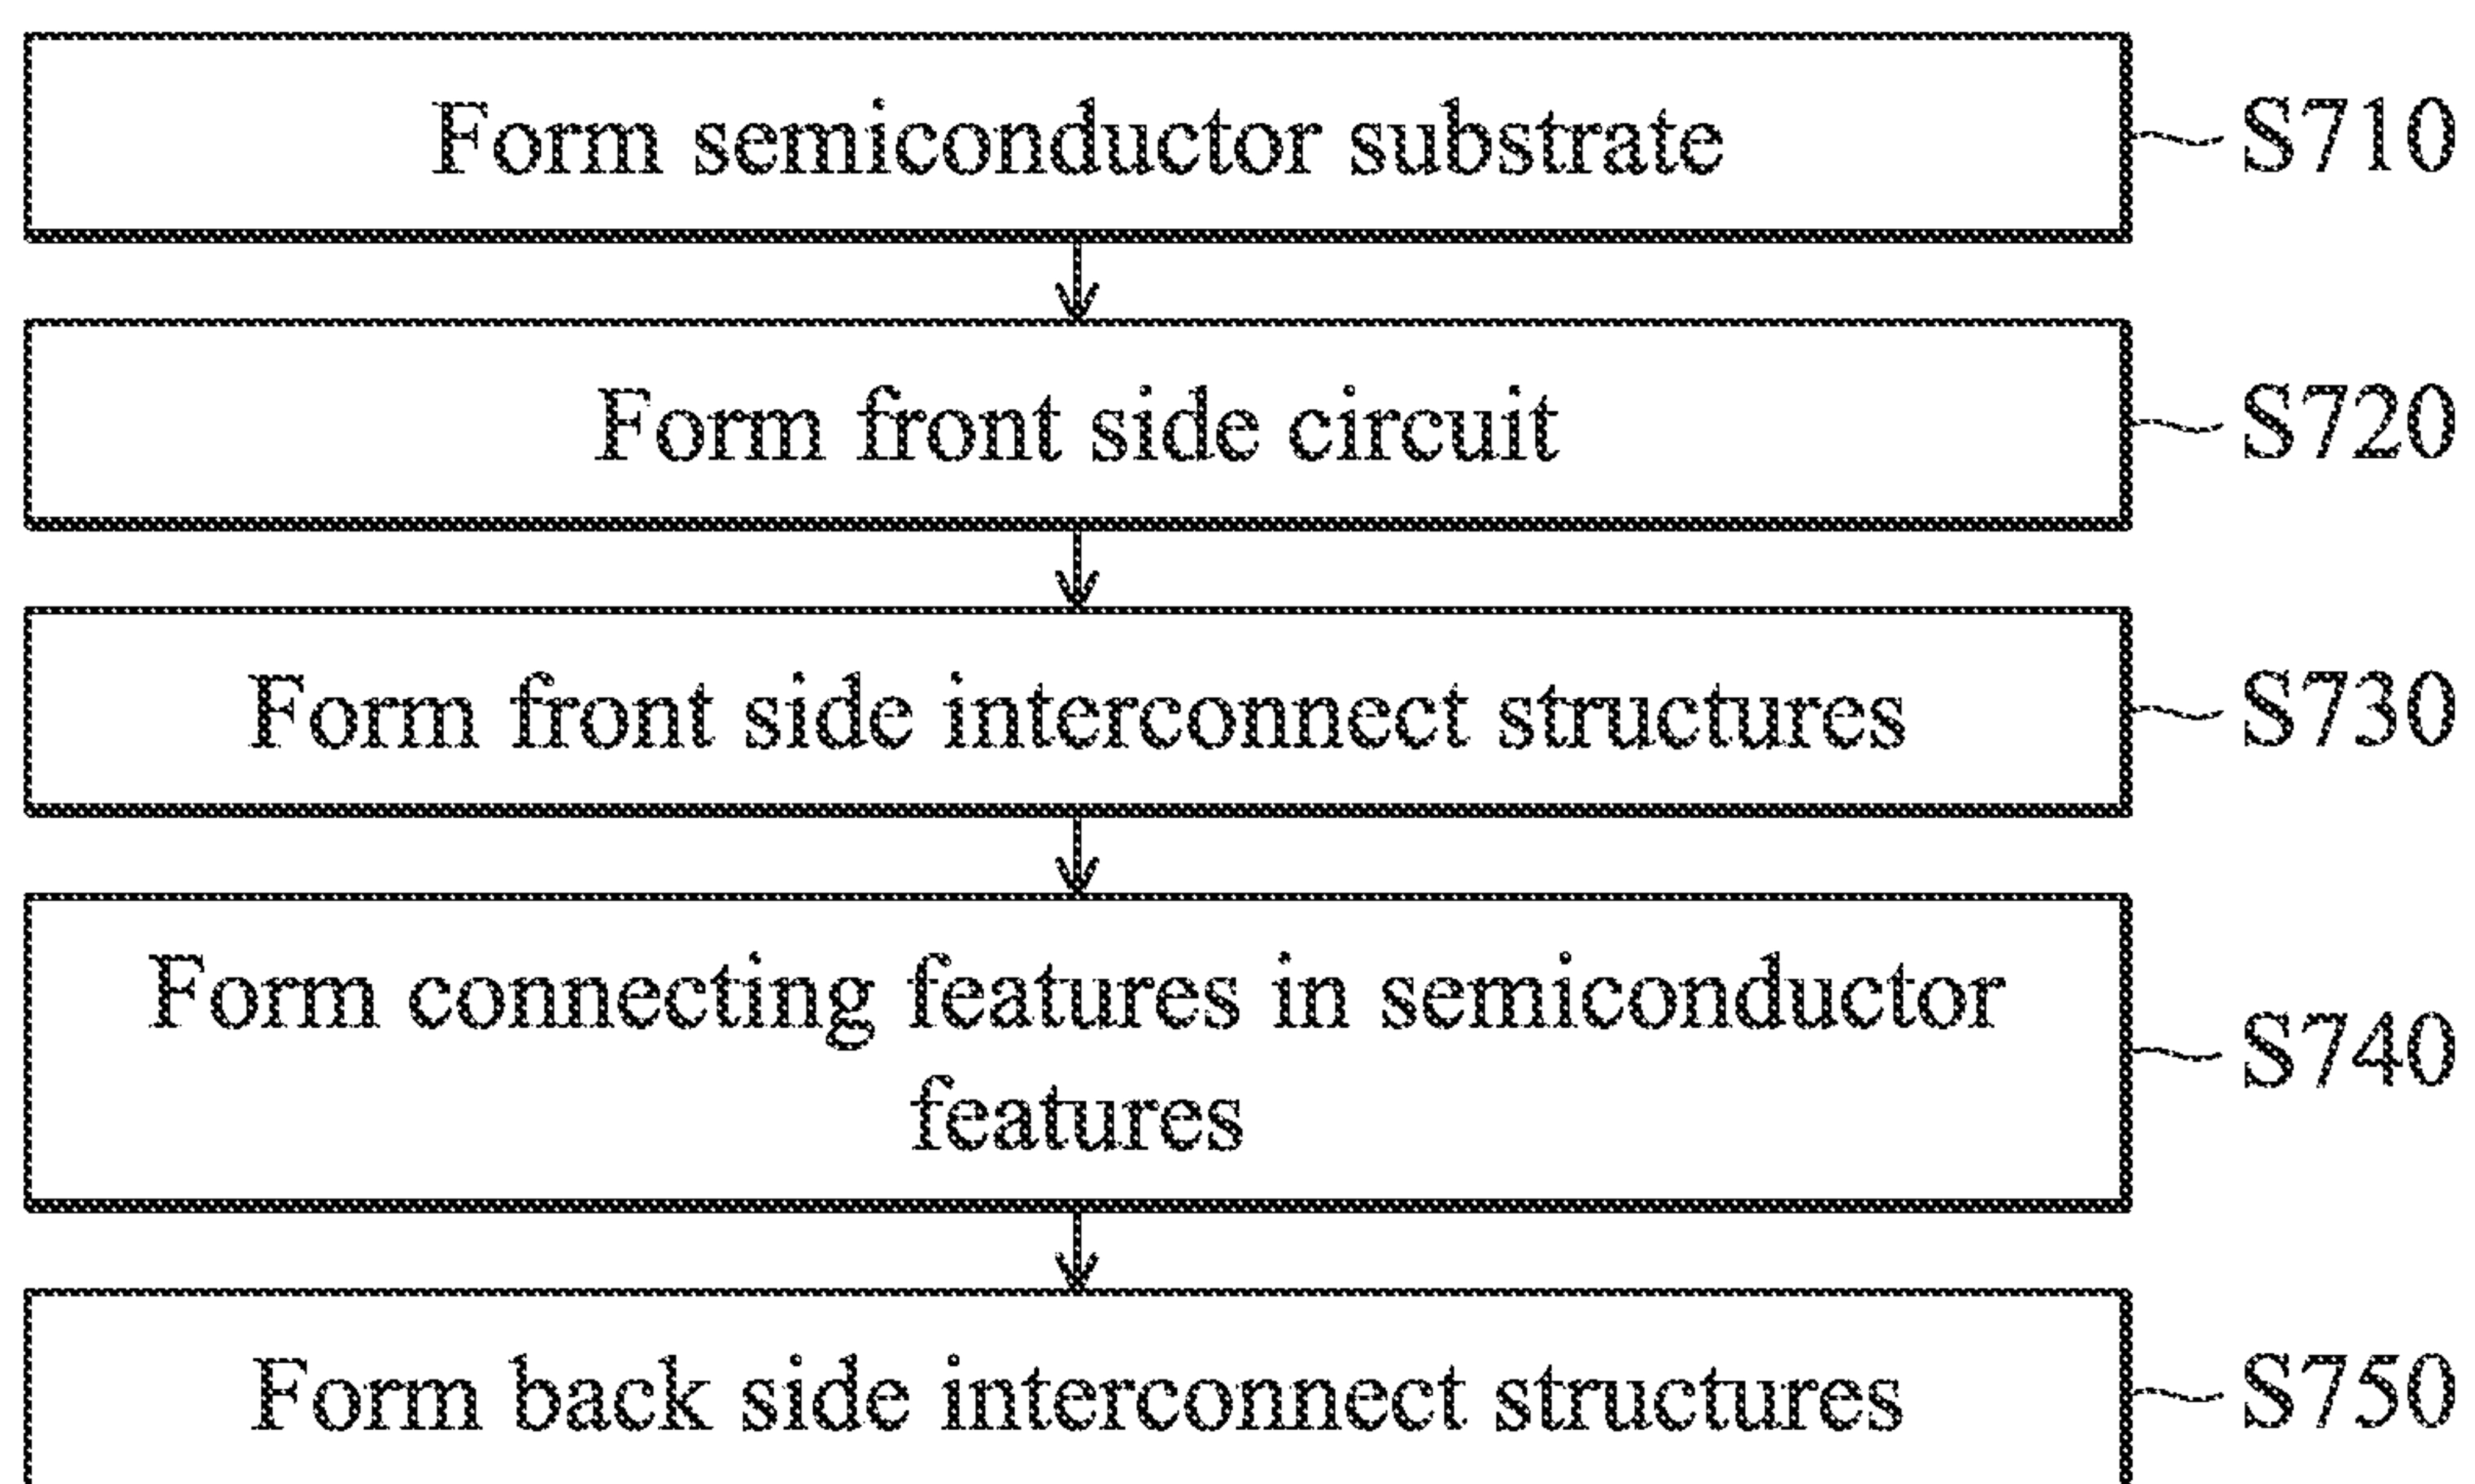 Form semiconductor substrate
S710
Form front side circuit
S720
Form front side interconnect structures
S730
Form connecting features in semiconductor
features
S740
Form back side interconnect structures
S750